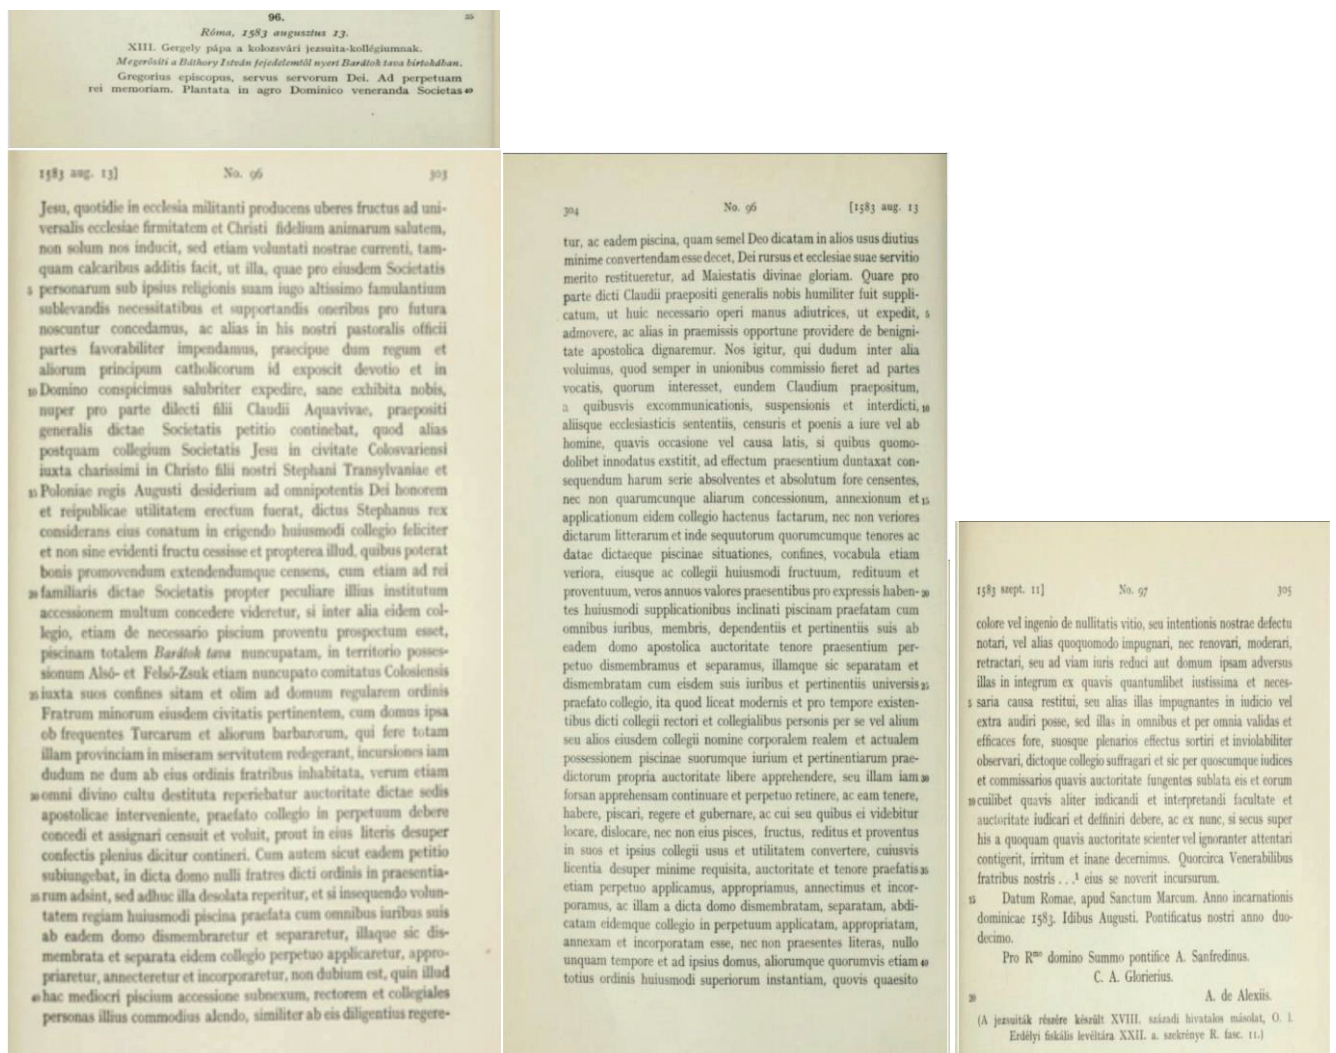 96.
35
Róma, 1583 augusztus 13.
XIII. Gergely pápa a kolozsvári jezsuita-kollégiumnak.
Megerősíti a Báthory István fejedelemtől nyert Barátok tava birtokában.
Gregorius episcopus, servus servorum Dei. Ad perpetuam
rei memoriam. Plantata in agro Dominico veneranda Societas 40
1583 aug. 13] No. 96 303
Jesu, quotidie in ecclesia militanti producens uberes fructus ad uni-
versalis ecclesiae firmitatem et Christi fidelium animarum salutem,
non solum nos inducit, sed etiam voluntati nostrae currenti, tam-
quam calcaribus additis facit, ut illa, quae pro eiusdem Societatis
5 personarum sub ipsius religionis suam iugo altissimo famulantium
sublevandis necessitatibus et supportandis oneribus pro futura
noscuntur concedamus, ac alias in his nostri pastoralis officii
partes favorabiliter impendamus, praecipue dum regum et
aliorum principum catholicorum id exposcit devotio et in
10 Domino conspicimus salubriter expedire, sane exhibita nobis,
nuper pro parte dilecti filii Claudii Aquavivae, praepositi
generalis dictae Societatis petitio continebat, quod alias
postquam collegium Societatis Jesu in civitate Colosvariensi
iuxta charissimi in Christo filii nostri Stephani Transylvaniae et
15 Poloniae regis Augusti desiderium ad omnipotentis Dei honorem
et reipublicae utilitatem erectum fuerat, dictus Stephanus rex
considerans eius conatum in erigendo huiusmodi collegio feliciter
et non sine evidenti fructu cessisse et propterea illud, quibus poterat
bonis promovendum extendendumque censens, cum etiam ad rei
20 familiaris dictae Societatis propter peculiare illius institutum
accessionem multum concedere videretur, si inter alia eidem col-
legio, etiam de necessario piscium proventu prospectum esset,
piscinam totalem Barátok tava nuncupatam, in territorio posses-
sionum Alsó- et Felső-Zsuk etiam nuncupato comitatus Colosiensis
25 iuxta suos confines sitam et olim ad domum regularem ordinis
Fratrum minorum eiusdem civitatis pertinentem, cum domus ipsa
ob frequentes Turcarum et aliorum barbarorum, qui fere totam
illam provinciam in miseram servitutem redegerant, incursiones iam
dudum ne dum ab eius ordinis fratribus inhabitata, verum etiam
30 omni divino cultu destituta reperiebatur auctoritate dictae sedis
apostolicae interveniente, praefato collegio in perpetuum debere
concedi et assignari censuit et voluit, prout in eius literis desuper
confectis plenius dicitur contineri. Cum autem sicut eadem petitio
subiungebat, in dicta domo nulli fratres dicti ordinis in praesentia-
35 rum adsint, sed adhuc illa desolata reperitur, et si insequendo volun-
tatem regiam huiusmodi piscina praefata cum omnibus iuribus suis
ab eadem domo dismembraretur et separaretur, illaque sic dis-
membrata et separata eidem collegio perpetuo applicaretur, appro-
priaretur, annecteretur et incorporaretur, non dubium est, quin illud
40 hac mediocri piscium accessione subnexum, rectorem et collegiales
personas illius commodius alendo, similiter ab eis diligentius regere-
304 No. 96 [1583 aug. 13
tur, ac eadem piscina, quam semel Deo dicatam in alios usus diutius
minime convertendam esse decet, Dei rursus et ecclesiae suae servitio
merito restitueretur, ad Maiestatis divinae gloriam. Quare pro
parte dicti Claudii praepositi generalis nobis humiliter fuit suppli-
catum, ut huic necessario operi manus adiutrices, ut expedit, 5
admovere, ac alias in praemissis opportune providere de benigni-
tate apostolica dignaremur. Nos igitur, qui dudum inter alia
voluimus, quod semper in unionibus commissio fieret ad partes
vocatis, quorum interesset, eundem Claudium praepositum,
a quibusvis excommunicationis, suspensionis et interdicti, 10
aliisque ecclesiasticis sententiis, censuris et poenis a iure vel ab
homine, quavis occasione vel causa latis, si quibus quomo-
dolibet innodatus exstitit, ad effectum praesentium duntaxat con-
sequendum harum serie absolventes et absolutum fore censentes,
nec non quarumcunque aliarum concessionum, annexionum et 15
applicationum eidem collegio hactenus factarum, nec non veriores
dictarum litterarum et inde sequutorum quorumcumque tenores ac
datae dictaeque piscinae situationes, confines, vocabula etiam
veriora, eiusque ac collegii huiusmodi fructuum, redituum et
proventuum, veros annuos valores praesentibus pro expressis haben- 20
tes huiusmodi supplicationibus inclinati piscinam praefatam cum
omnibus iuribus, membris, dependentiis et pertinentiis suis ab
eadem domo apostolica auctoritate tenore praesentium per-
petuo dismembramus et separamus, illamque sic separatam et
dismembratam cum eisdem suis iuribus et pertinentiis universis 25
praefato collegio, ita quod liceat modernis et pro tempore existen-
tibus dicti collegii rectori et collegialibus personis per se vel alium
seu alios eiusdem collegii nomine corporalem realem et actualem
possessionem piscinae suorumque iurium et pertinentiarum prae-
dictorum propria auctoritate libere apprehendere, seu illam iam 30
forsan apprehensam continuare et perpetuo retinere, ac eam tenere,
habere, piscari, regere et gubernare, ac cui seu quibus ei videbitur
locare, dislocare, nec non eius pisces, fructus, reditus et proventus
in suos et ipsius collegii usus et utilitatem convertere, cuiusvis
licentia desuper minime requisita, auctoritate et tenore praefatis 35
etiam perpetuo applicamus, appropriamus, annectimus et incor-
poramus, ac illam a dicta domo dismembratam, separatam, abdi-
catam eidemque collegio in perpetuum applicatam, appropriatam,
annexam et incorporatam esse, nec non praesentes literas, nullo
unquam tempore et ad ipsius domus, aliorumque quorumvis etiam 40
totius ordinis huiusmodi superiorum instantiam, quovis quaesito
1583 szept. 11] No. 97 305
colore vel ingenio de nullitatis vitio, seu intentionis nostrae defectu
notari, vel alias quoquomodo impugnari, nec renovari, moderari,
retractari, seu ad viam iuris reduci aut domum ipsam adversus
illas in integrum ex quavis quantumlibet iustissima et neces-
5 saria causa restitui, seu alias illas impugnantes in iudicio vel
extra audiri posse, sed illas in omnibus et per omnia validas et
efficaces fore, suosque plenarios effectus sortiri et inviolabiliter
observari, dictoque collegio suffragari et sic per quoscumque iudices
et commissarios quavis auctoritate fungentes sublata eis et eorum
10 cuilibet quavis aliter iudicandi et interpretandi facultate et
auctoritate iudicari et deffiniri debere, ac ex nunc, si secus super
his a quoquam quavis auctoritate scienter vel ignoranter attentari
contigerit, irritum et inane decernimus. Quorcirca Venerabilibus
fratribus nostris . . .¹ eius se noverit incursurum.
15 Datum Romae, apud Sanctum Marcum. Anno incarnationis
dominicae 1583. Idibus Augusti. Pontificatus nostri anno duo-
decimo.
Pro Rmo domino Summo pontifice A. Sanfredinus.
C. A. Glorierius.
20 A. de Alexiis.
(A jezsuiták részére készült XVIII. századi hivatalos másolat, O. l.
Erdélyi fiskális levéltára XXII. a. szekrénye R. fasc. 11.)